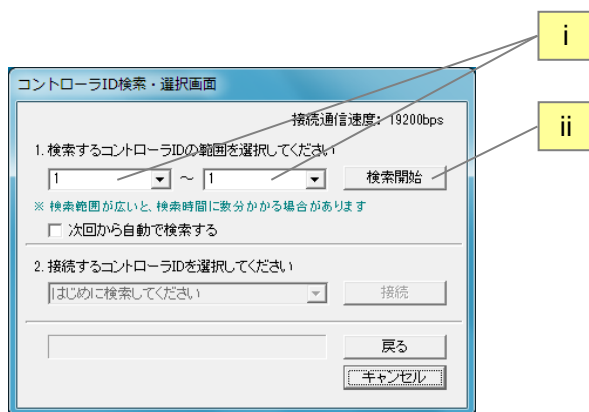 i
コントローラID検索・選択画面
接続通信速度: 19200bps
ii
1.検索するコントローラIDの範囲を選択してください
1 ～ 1 検索開始
※ 検索範囲が広いと、検索時間に数分かかる場合があります
次回から自動で検索する
2.接続するコントローラIDを選択してください
はじめに検索してください 接続
戻る
キャンセル